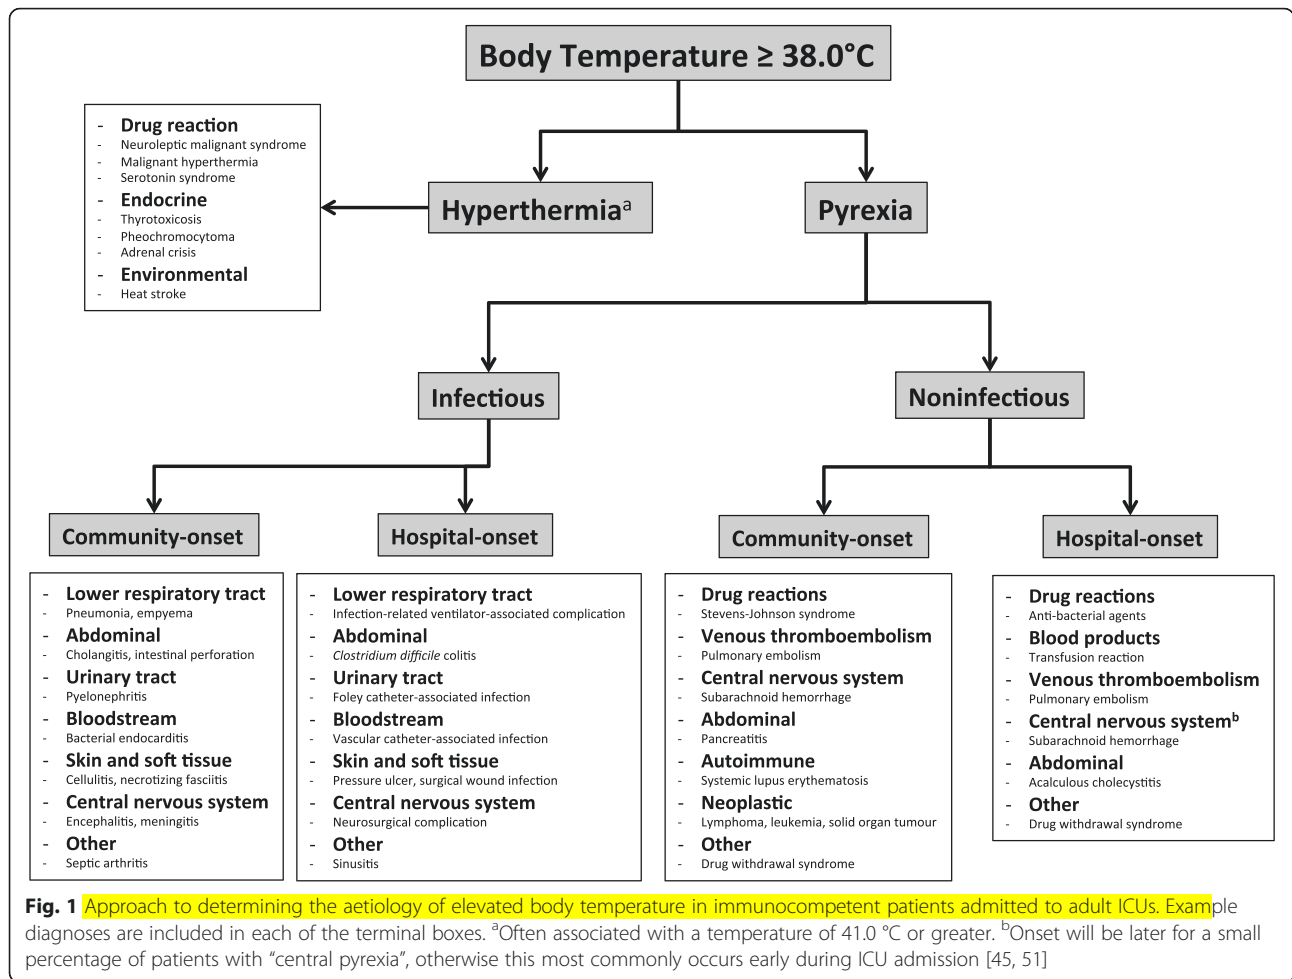 Body Temperature ≥ 38.0°C
- Drug reaction
- Neuroleptic malignant syndrome
- Malignant hyperthermia
- Serotonin syndrome
- Endocrine
- Thyrotoxicosis
- Pheochromocytoma
- Adrenal crisis
- Environmental
- Heat stroke
Hyperthermiaᵃ
Pyrexia
Infectious
Noninfectious
Community-onset
- Lower respiratory tract
- Pneumonia, empyema
- Abdominal
- Cholangitis, intestinal perforation
- Urinary tract
- Pyelonephritis
- Bloodstream
- Bacterial endocarditis
- Skin and soft tissue
- Cellulitis, necrotizing fasciitis
- Central nervous system
- Encephalitis, meningitis
- Other
- Septic arthritis
Hospital-onset
- Lower respiratory tract
- Infection-related ventilator-associated complication
- Abdominal
- Clostridium difficile colitis
- Urinary tract
- Foley catheter-associated infection
- Bloodstream
- Vascular catheter-associated infection
- Skin and soft tissue
- Pressure ulcer, surgical wound infection
- Central nervous system
- Neurosurgical complication
- Other
- Sinusitis
Community-onset
- Drug reactions
- Stevens-Johnson syndrome
- Venous thromboembolism
- Pulmonary embolism
- Central nervous system
- Subarachnoid hemorrhage
- Abdominal
- Pancreatitis
- Autoimmune
- Systemic lupus erythematosis
- Neoplastic
- Lymphoma, leukemia, solid organ tumour
- Other
- Drug withdrawal syndrome
Hospital-onset
- Drug reactions
- Anti-bacterial agents
- Blood products
- Transfusion reaction
- Venous thromboembolism
- Pulmonary embolism
- Central nervous systemᵇ
- Subarachnoid hemorrhage
- Abdominal
- Acalculous cholecystitis
- Other
- Drug withdrawal syndrome
Fig. 1 Approach to determining the aetiology of elevated body temperature in immunocompetent patients admitted to adult ICUs. Example
diagnoses are included in each of the terminal boxes. ᵃOften associated with a temperature of 41.0 °C or greater. ᵇOnset will be later for a small
percentage of patients with “central pyrexia”, otherwise this most commonly occurs early during ICU admission [45, 51]